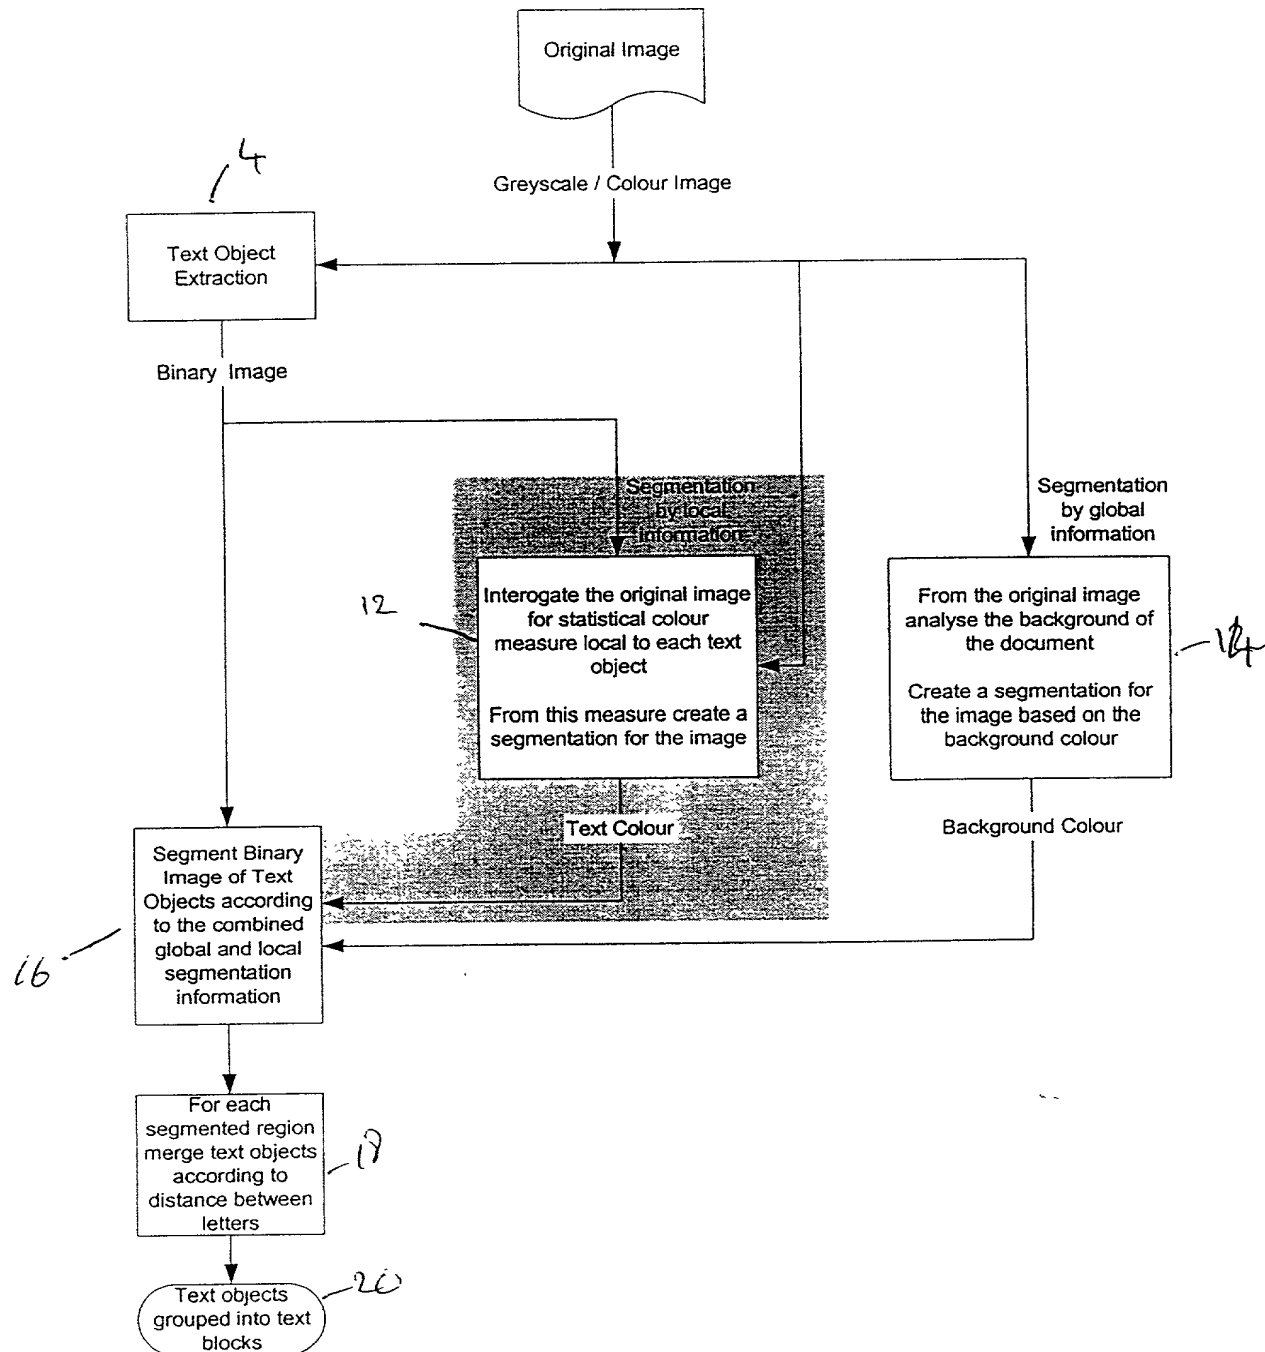 Original Image
Greyscale / Colour Image
4
Text Object
Extraction
Binary Image
Segmentation
by local
information
Segmentation
by global
information
12
Interogate the original image
for statistical colour
measure local to each text
object
From this measure create a
segmentation for the image
From the original image
analyse the background of
the document
Create a segmentation for
the image based on the
background colour
14
Text Colour
Background Colour
Segment Binary
Image of Text
Objects according
to the combined
global and local
segmentation
information
16
For each
segmented region
merge text objects
according to
distance between
letters
18
Text objects
grouped into text
blocks
20